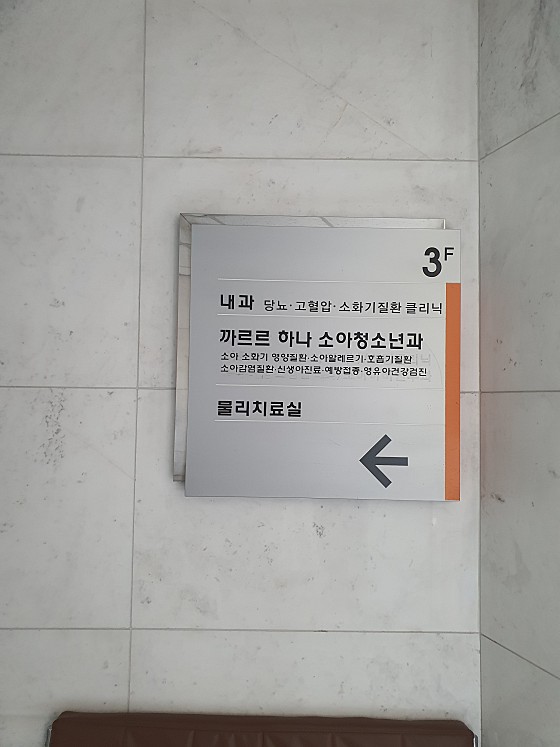 3F
내과 당뇨·고혈압·소화기질환 클리닉
까르르 하나 소아청소년과
소아 소화기 영양질환·소아알레르기·호흡기질환
소아감염질환·신생아진료·예방접종·영유아건강검진
물리치료실